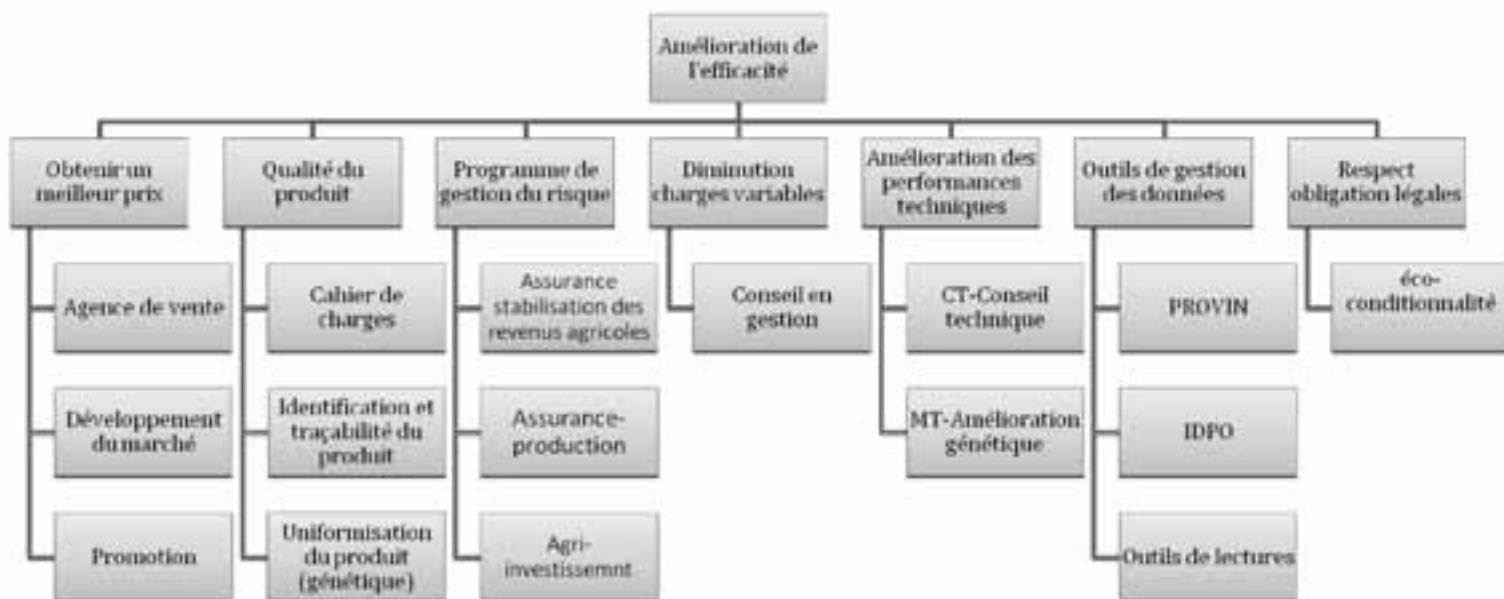 Amélioration de
l'efficacité
Obtenir un
meilleur prix
Agence de vente
Développement
du marché
Promotion
Qualité du
produit
Cahier de
charges
Identification et
traçabilité du
produit
Uniformisation
du produit
(génétique)
Programme de
gestion du risque
Assurance
stabilisation des
revenus agricoles
Assurance-
production
Agri-
investissemnt
Diminution
charges variables
Conseil en
gestion
Amélioration des
performances
techniques
CT-Conseil
technique
MT-Amélioration
génétique
Outils de gestion
des données
PROVIN
IDPO
Outils de lectures
Respect
obligation légales
éco-
conditionnalité